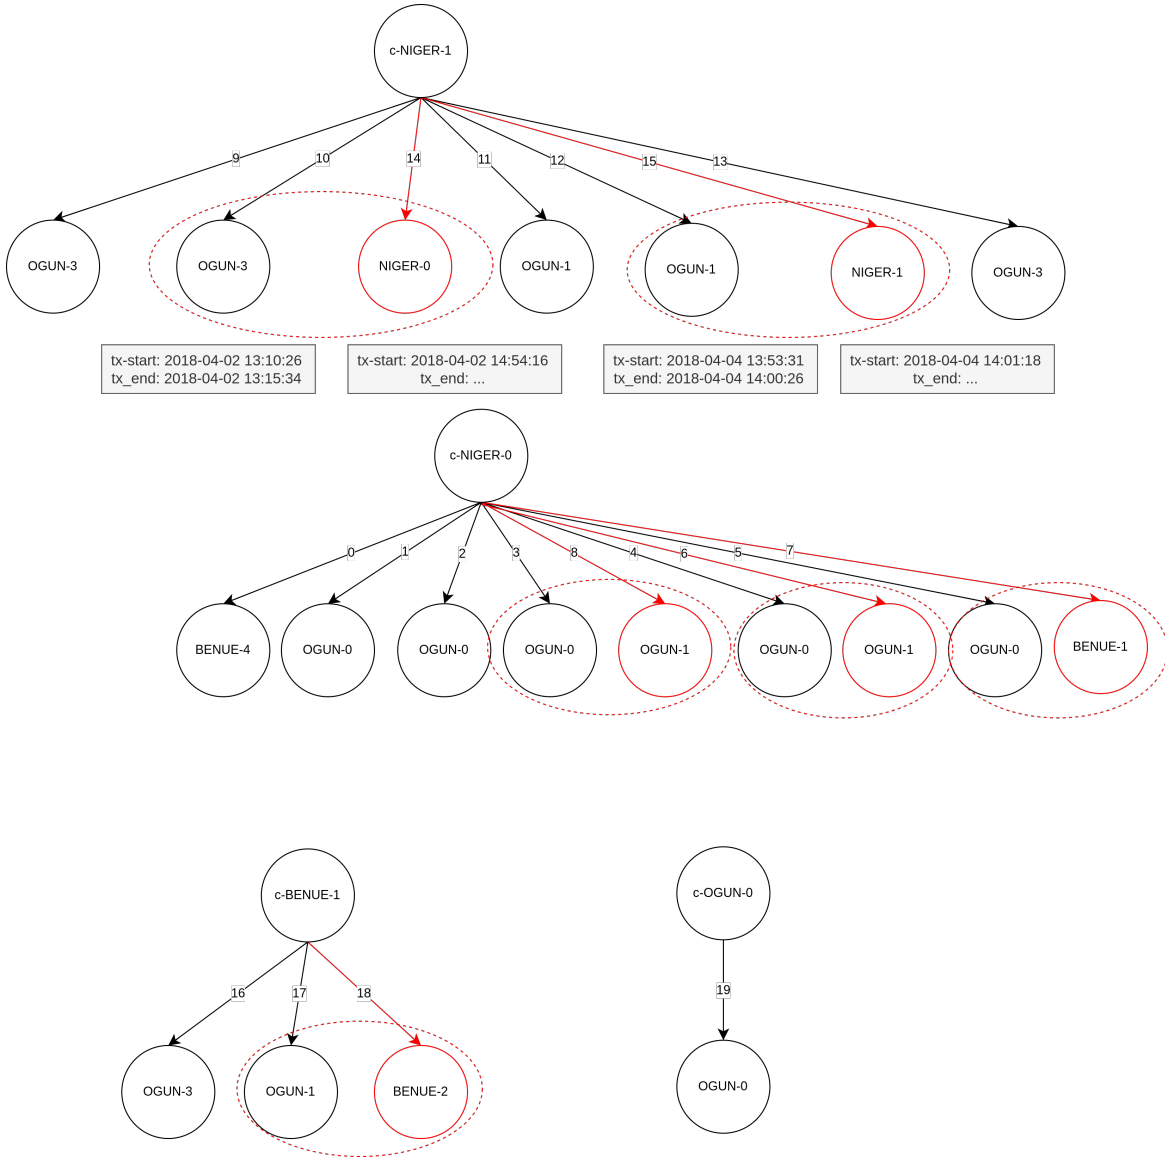 c-NIGER-1
9
10
14
11
12
15
13
OGUN-3
OGUN-3
NIGER-0
OGUN-1
OGUN-1
NIGER-1
OGUN-3
tx-start: 2018-04-02 13:10:26
tx_end: 2018-04-02 13:15:34
tx-start: 2018-04-02 14:54:16
tx_end: ...
tx-start: 2018-04-04 13:53:31
tx_end: 2018-04-04 14:00:26
tx-start: 2018-04-04 14:01:18
tx_end: ...
c-NIGER-0
0
1
2
3
8
4
6
5
7
BENUE-4
OGUN-0
OGUN-0
OGUN-0
OGUN-1
OGUN-0
OGUN-1
OGUN-0
BENUE-1
c-BENUE-1
c-OGUN-0
16
17
18
19
OGUN-3
OGUN-1
BENUE-2
OGUN-0